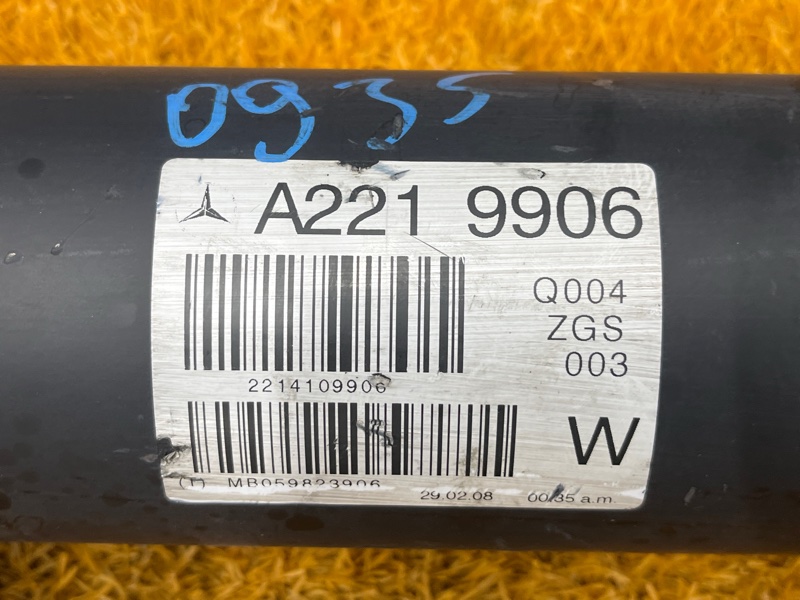 0935
A221 9906
Q004
ZGS
003
2214109906
W
(T) MB059823906
29.02.08 00:35 a.m.